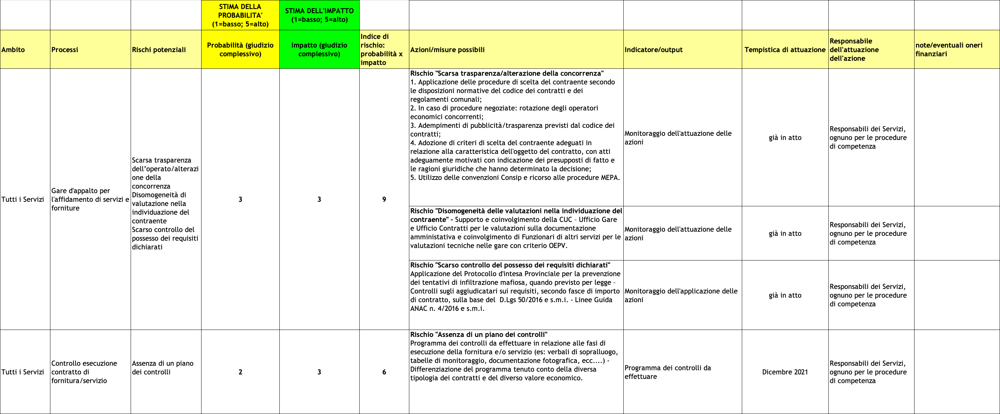 STIMA DELLA
PROBABILITA'
(1=basso; 5=alto)
STIMA DELL'IMPATTO
(1=basso; 5=alto)
Ambito
Processi
Rischi potenziali
Probabilità (giudizio
complessivo)
Impatto (giudizio
complessivo)
Indice di
rischio:
probabilità x
impatto
Azioni/misure possibili
Indicatore/output
Tempistica di attuazione
Responsabile
dell'attuazione
dell'azione
note/eventuali oneri
finanziari
Tutti i Servizi
Gare d'appalto per
l'affidamento di servizi e
forniture
Scarsa trasparenza
dell’operato/alterazi
one della
concorrenza
Disomogeneità di
valutazione nella
individuazione del
contraente
Scarso controllo del
possesso dei requisiti
dichiarati
3
3
9
Rischio "Scarsa trasparenza/alterazione della concorrenza"
1. Applicazione delle procedure di scelta del contraente secondo
le disposizioni normative del codice dei contratti e dei
regolamenti comunali;
2. In caso di procedure negoziate: rotazione degli operatori
economici concorrenti;
3. Adempimenti di pubblicità/trasparenza previsti dal codice dei
contratti;
4. Adozione di criteri di scelta del contraente adeguati in
relazione alla caratteristica dell'oggetto del contratto, con atti
adeguamente motivati con indicazione dei presupposti di fatto e
le ragioni giuridiche che hanno determinato la decisione;
5. Utilizzo delle convenzioni Consip e ricorso alle procedure MEPA.
Monitoraggio dell'attuazione delle
azioni
già in atto
Responsabili dei Servizi,
ognuno per le procedure
di competenza
Rischio "Disomogeneità delle valutazioni nella individuazione del
contraente" – Supporto e coinvolgimento della CUC – Ufficio Gare
e Ufficio Contratti per le valutazioni sulla documentazione
amministativa e coinvolgimento di Funzionari di altri servizi per le
valutazioni tecniche nelle gare con criterio OEPV.
Monitoraggio dell'attuazione delle
azioni
già in atto
Responsabili dei Servizi,
ognuno per le procedure
di competenza
Rischio "Scarso controllo del possesso dei requisiti dichiarati"
Applicazione del Protocollo d'intesa Provinciale per la prevenzione
dei tentativi di infiltrazione mafiosa, quando previsto per legge –
Controlli sugli aggiudicatari sui requisiti, secondo fasce di importo
di contratto, sulla base del  D.Lgs 50/2016 e s.m.i. - Linee Guida
ANAC n. 4/2016 e s.m.i.
Monitoraggio dell'applicazione delle
azioni
già in atto
Responsabili dei Servizi,
ognuno per le procedure
di competenza
Tutti i Servizi
Controllo esecuzione
contratto di
fornitura/servizio
Assenza di un piano
dei controlli
2
3
6
Rischio "Assenza di un piano dei controlli"
Programma dei controlli da effettuare in relazione alle fasi di
esecuzione della fornitura e/o servizio (es: verbali di sopralluogo,
tabelle di monitoraggio, documentazione fotografica, ecc....) -
Differenziazione del programma tenuto conto della diversa
tipologia dei contratti e del diverso valore economico.
Programma dei controlli da
effettuare
Dicembre 2021
Responsabili dei Servizi,
ognuno per le procedure
di competenza